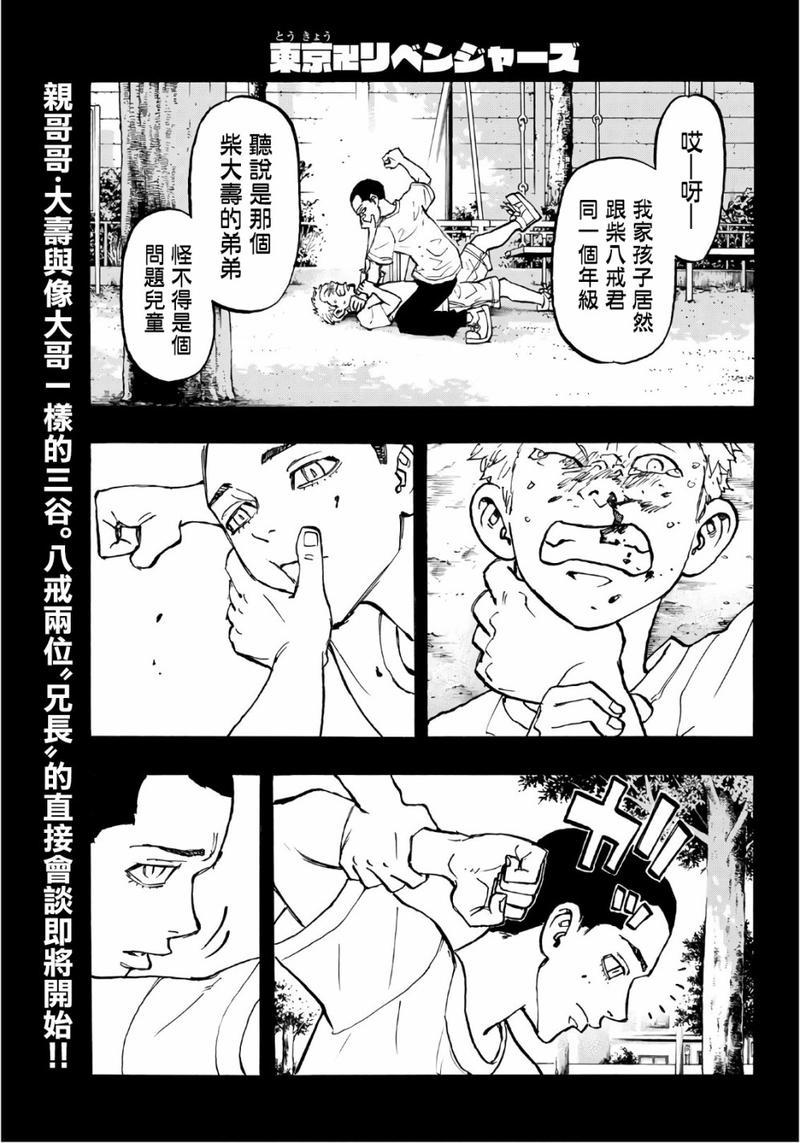 とうきょう
東京卍リベンジャーズ
親哥哥·大壽與像大哥一樣的三谷。八戒兩位〝兄長〞的直接會談即將開始!!
哎—呀—
我家孩子居然
跟柴八戒君
同一個年級
聽說是那個
柴大壽的弟弟
怪不得是個
問題兒童
ガッ